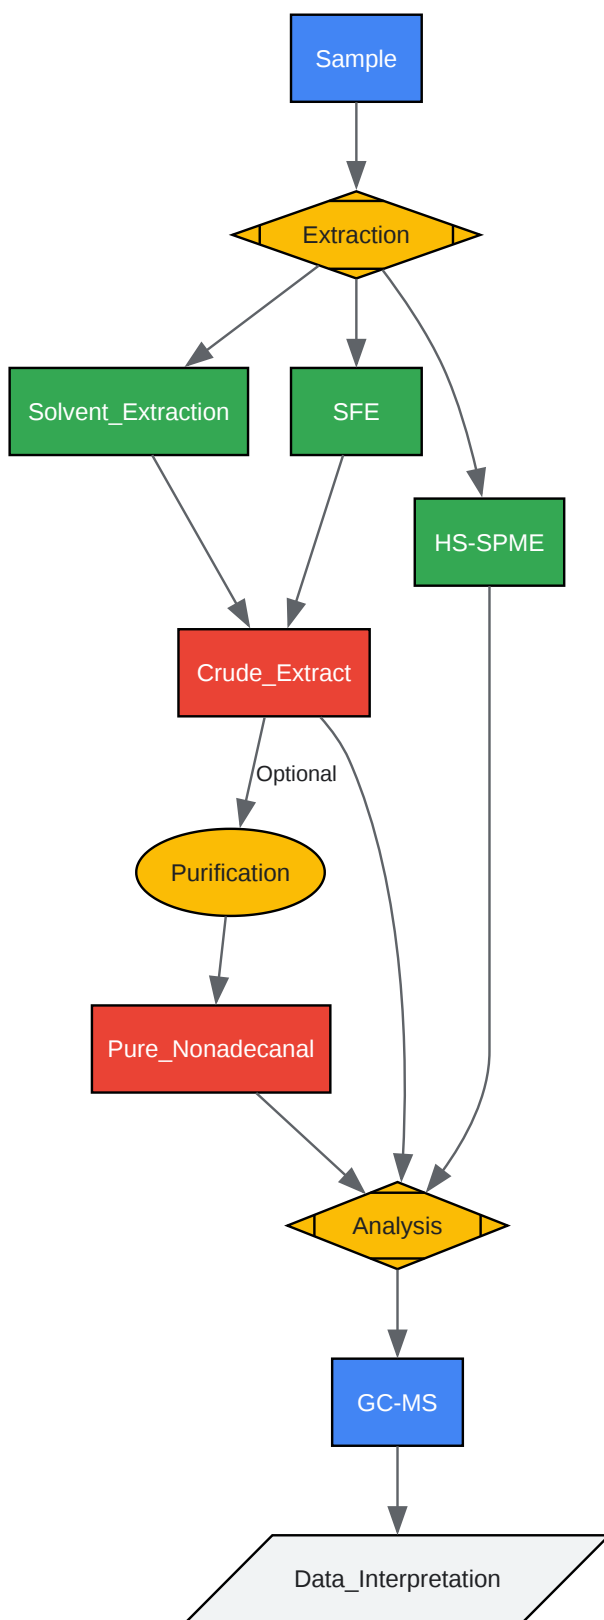 Sample
Extraction
Solvent_Extraction
SFE
HS-SPME
Crude_Extract
Optional
Purification
Pure_Nonadecanal
Analysis
GC-MS
Data_Interpretation